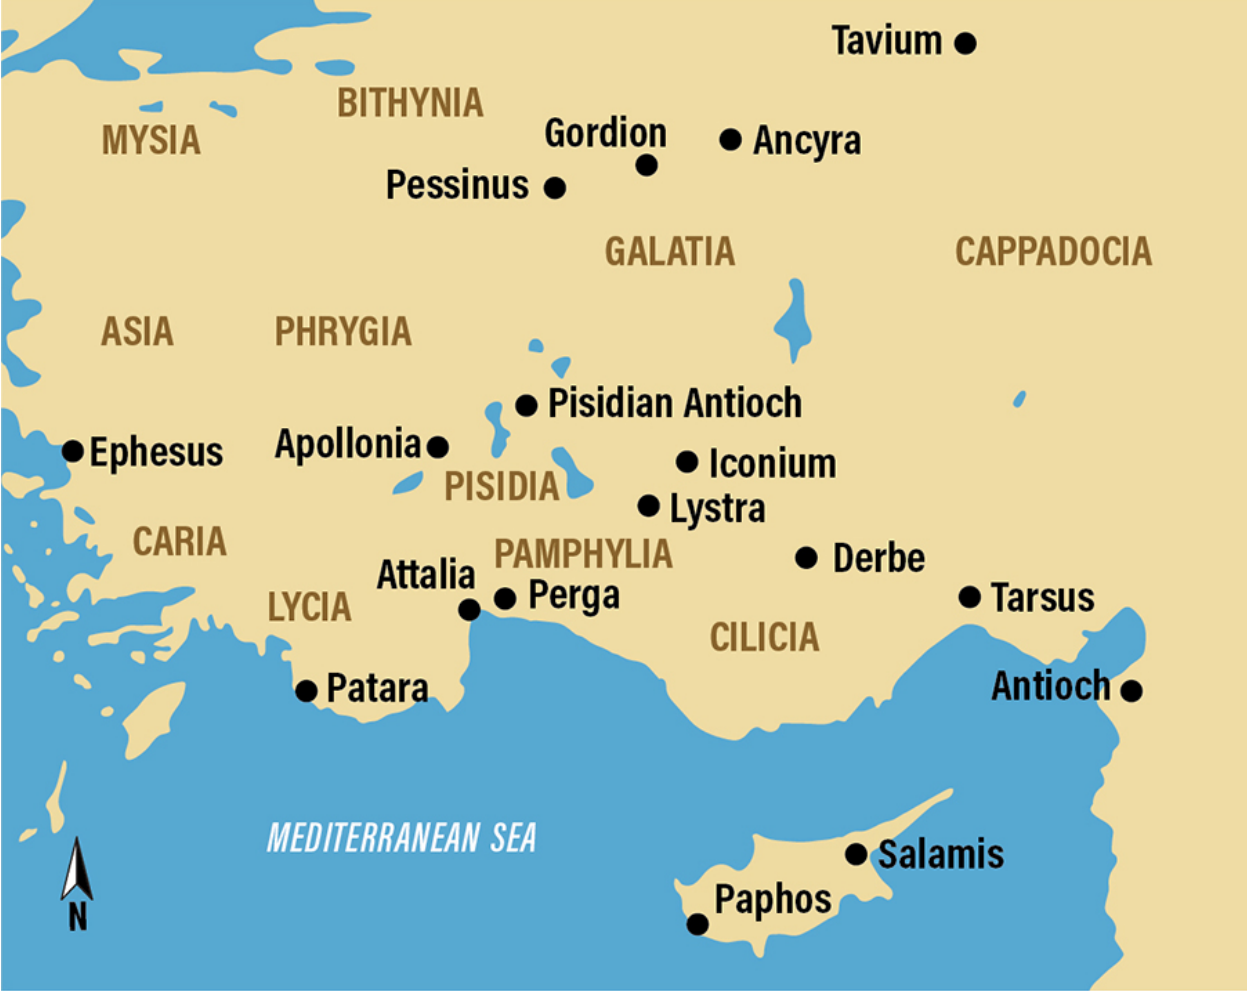 Tavium
BITHYNIA
MYSIA
Gordion
Ancyra
Pessinus
GALATIA
CAPPADOCIA
ASIA
PHRYGIA
Pisidian Antioch
Ephesus
Apollonia
Iconium
PISIDIA
Lystra
CARIA
PAMPHYLIA
Derbe
Attalia
Perga
Tarsus
LYCIA
CILICIA
Patara
Antioch
MEDITERRANEAN SEA
Salamis
Paphos
N